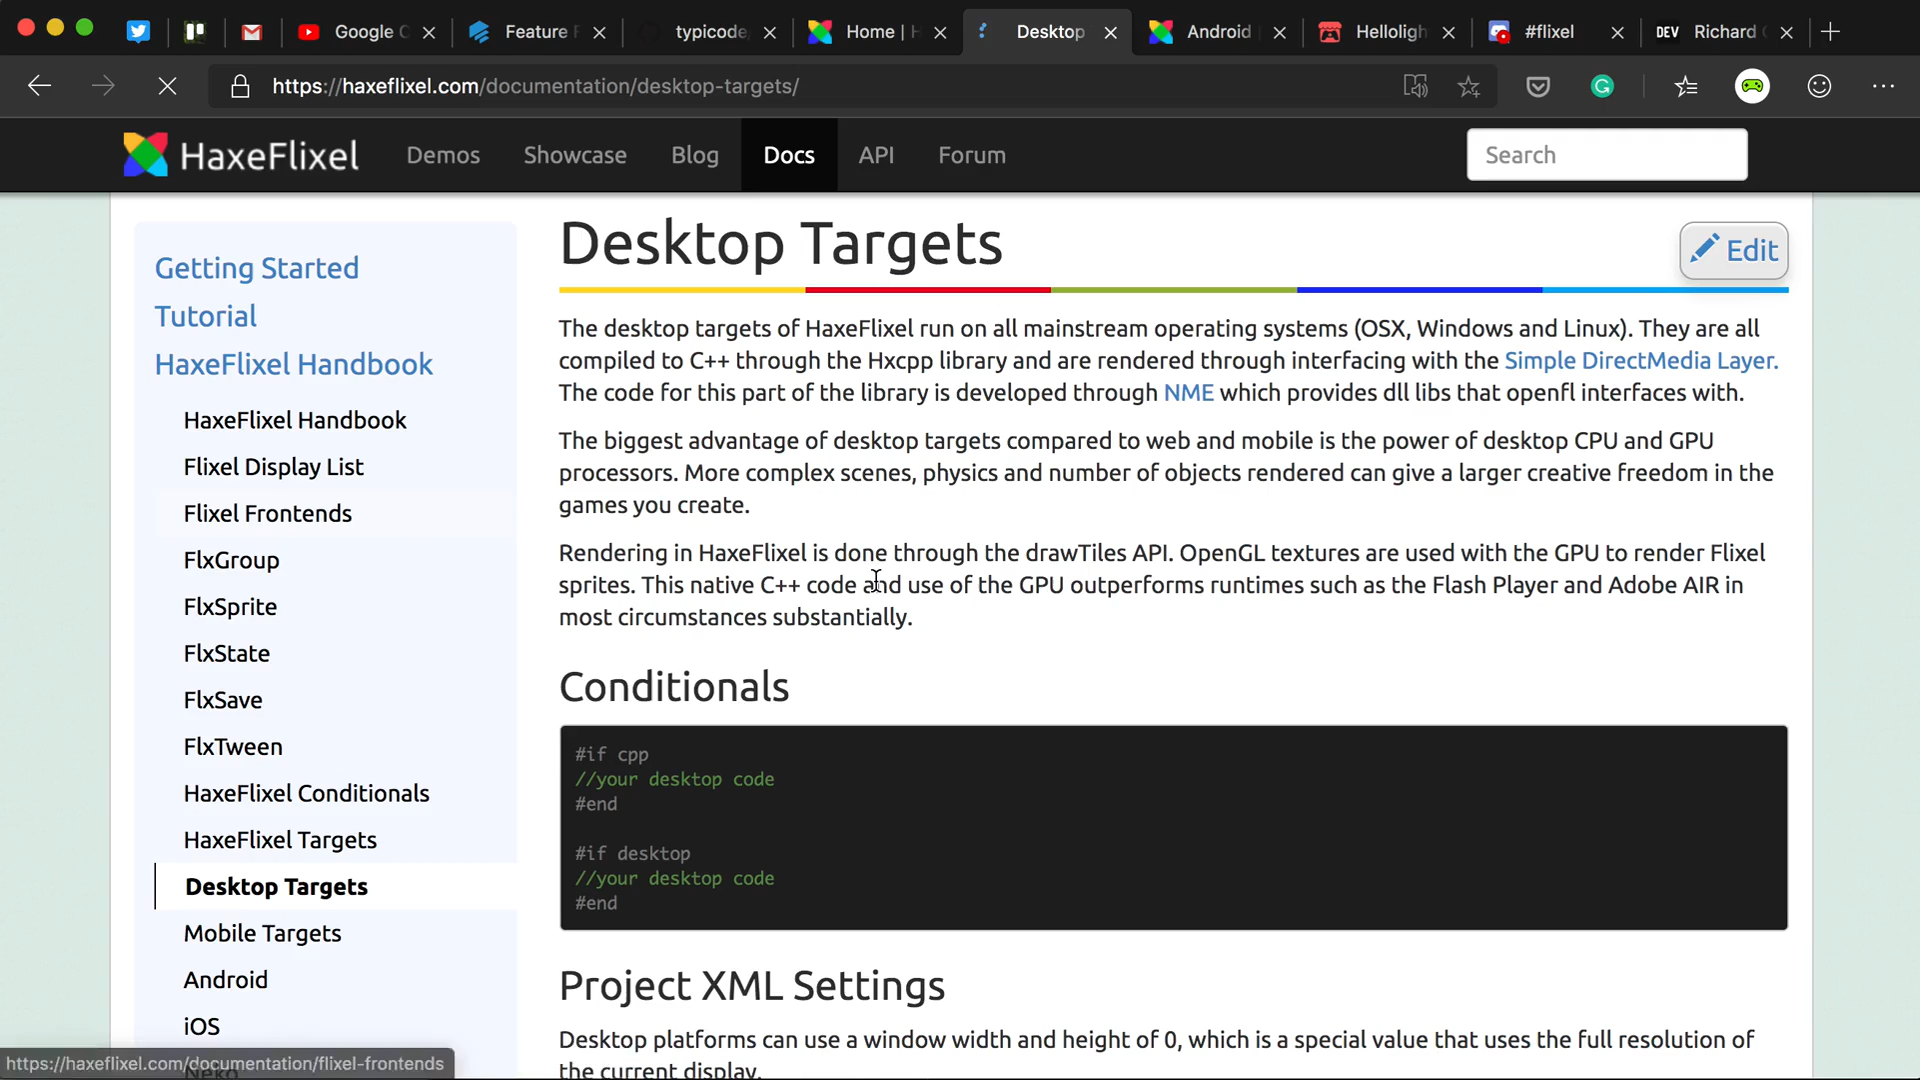 Google C
Feature F
typicode
Home | H
Desktop
Android
Helloligh
#flixel
DEV
Richard
https://haxeflixel.com/documentation/desktop-targets/
HaxeFlixel
Demos
Showcase
Blog
Docs
API
Forum
Search
Getting Started
Tutorial
HaxeFlixel Handbook
HaxeFlixel Handbook
Flixel Display List
Flixel Frontends
FlxGroup
FlxSprite
FlxState
FlxSave
FlxTween
HaxeFlixel Conditionals
HaxeFlixel Targets
Desktop Targets
Mobile Targets
Android
iOS
Neko
https://haxeflixel.com/documentation/flixel-frontends
Desktop Targets
Edit
The desktop targets of HaxeFlixel run on all mainstream operating systems (OSX, Windows and Linux). They are all
compiled to C++ through the Hxcpp library and are rendered through interfacing with the Simple DirectMedia Layer.
The code for this part of the library is developed through NME which provides dll libs that openfl interfaces with.
The biggest advantage of desktop targets compared to web and mobile is the power of desktop CPU and GPU
processors. More complex scenes, physics and number of objects rendered can give a larger creative freedom in the
games you create.
Rendering in HaxeFlixel is done through the drawTiles API. OpenGL textures are used with the GPU to render Flixel
sprites. This native C++ code and use of the GPU outperforms runtimes such as the Flash Player and Adobe AIR in
most circumstances substantially.
Conditionals
#if cpp
//your desktop code
#end
#if desktop
//your desktop code
#end
Project XML Settings
Desktop platforms can use a window width and height of 0, which is a special value that uses the full resolution of
the current display.